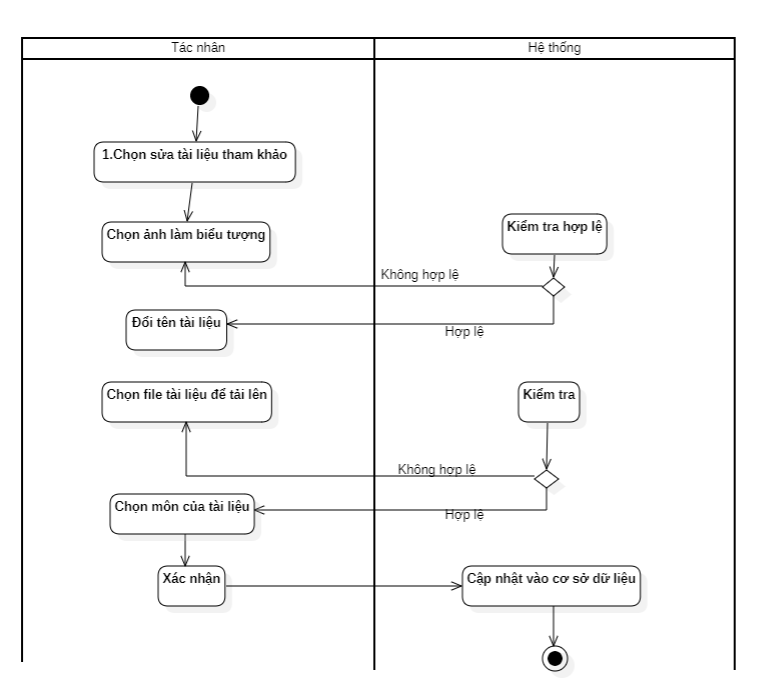 Tác nhân
Hệ thống
1.Chọn sửa tài liệu tham khảo
Chọn ảnh làm biểu tượng
Kiểm tra hợp lệ
Không hợp lệ
Đổi tên tài liệu
Hợp lệ
Chọn file tài liệu để tải lên
Kiểm tra
Không hợp lệ
Chọn môn của tài liệu
Hợp lệ
Xác nhận
Cập nhật vào cơ sở dữ liệu